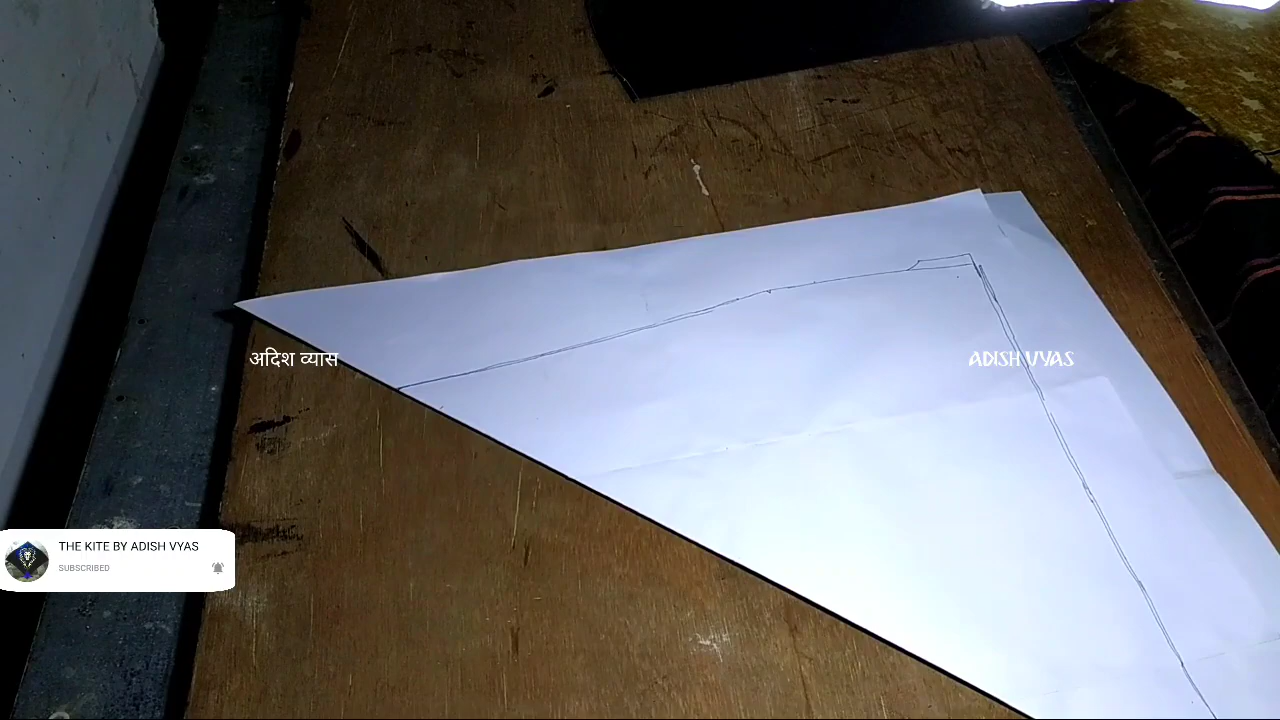 अदिश व्यास
ADISH VYAS
THE KITE BY ADISH VYAS
SUBSCRIBED